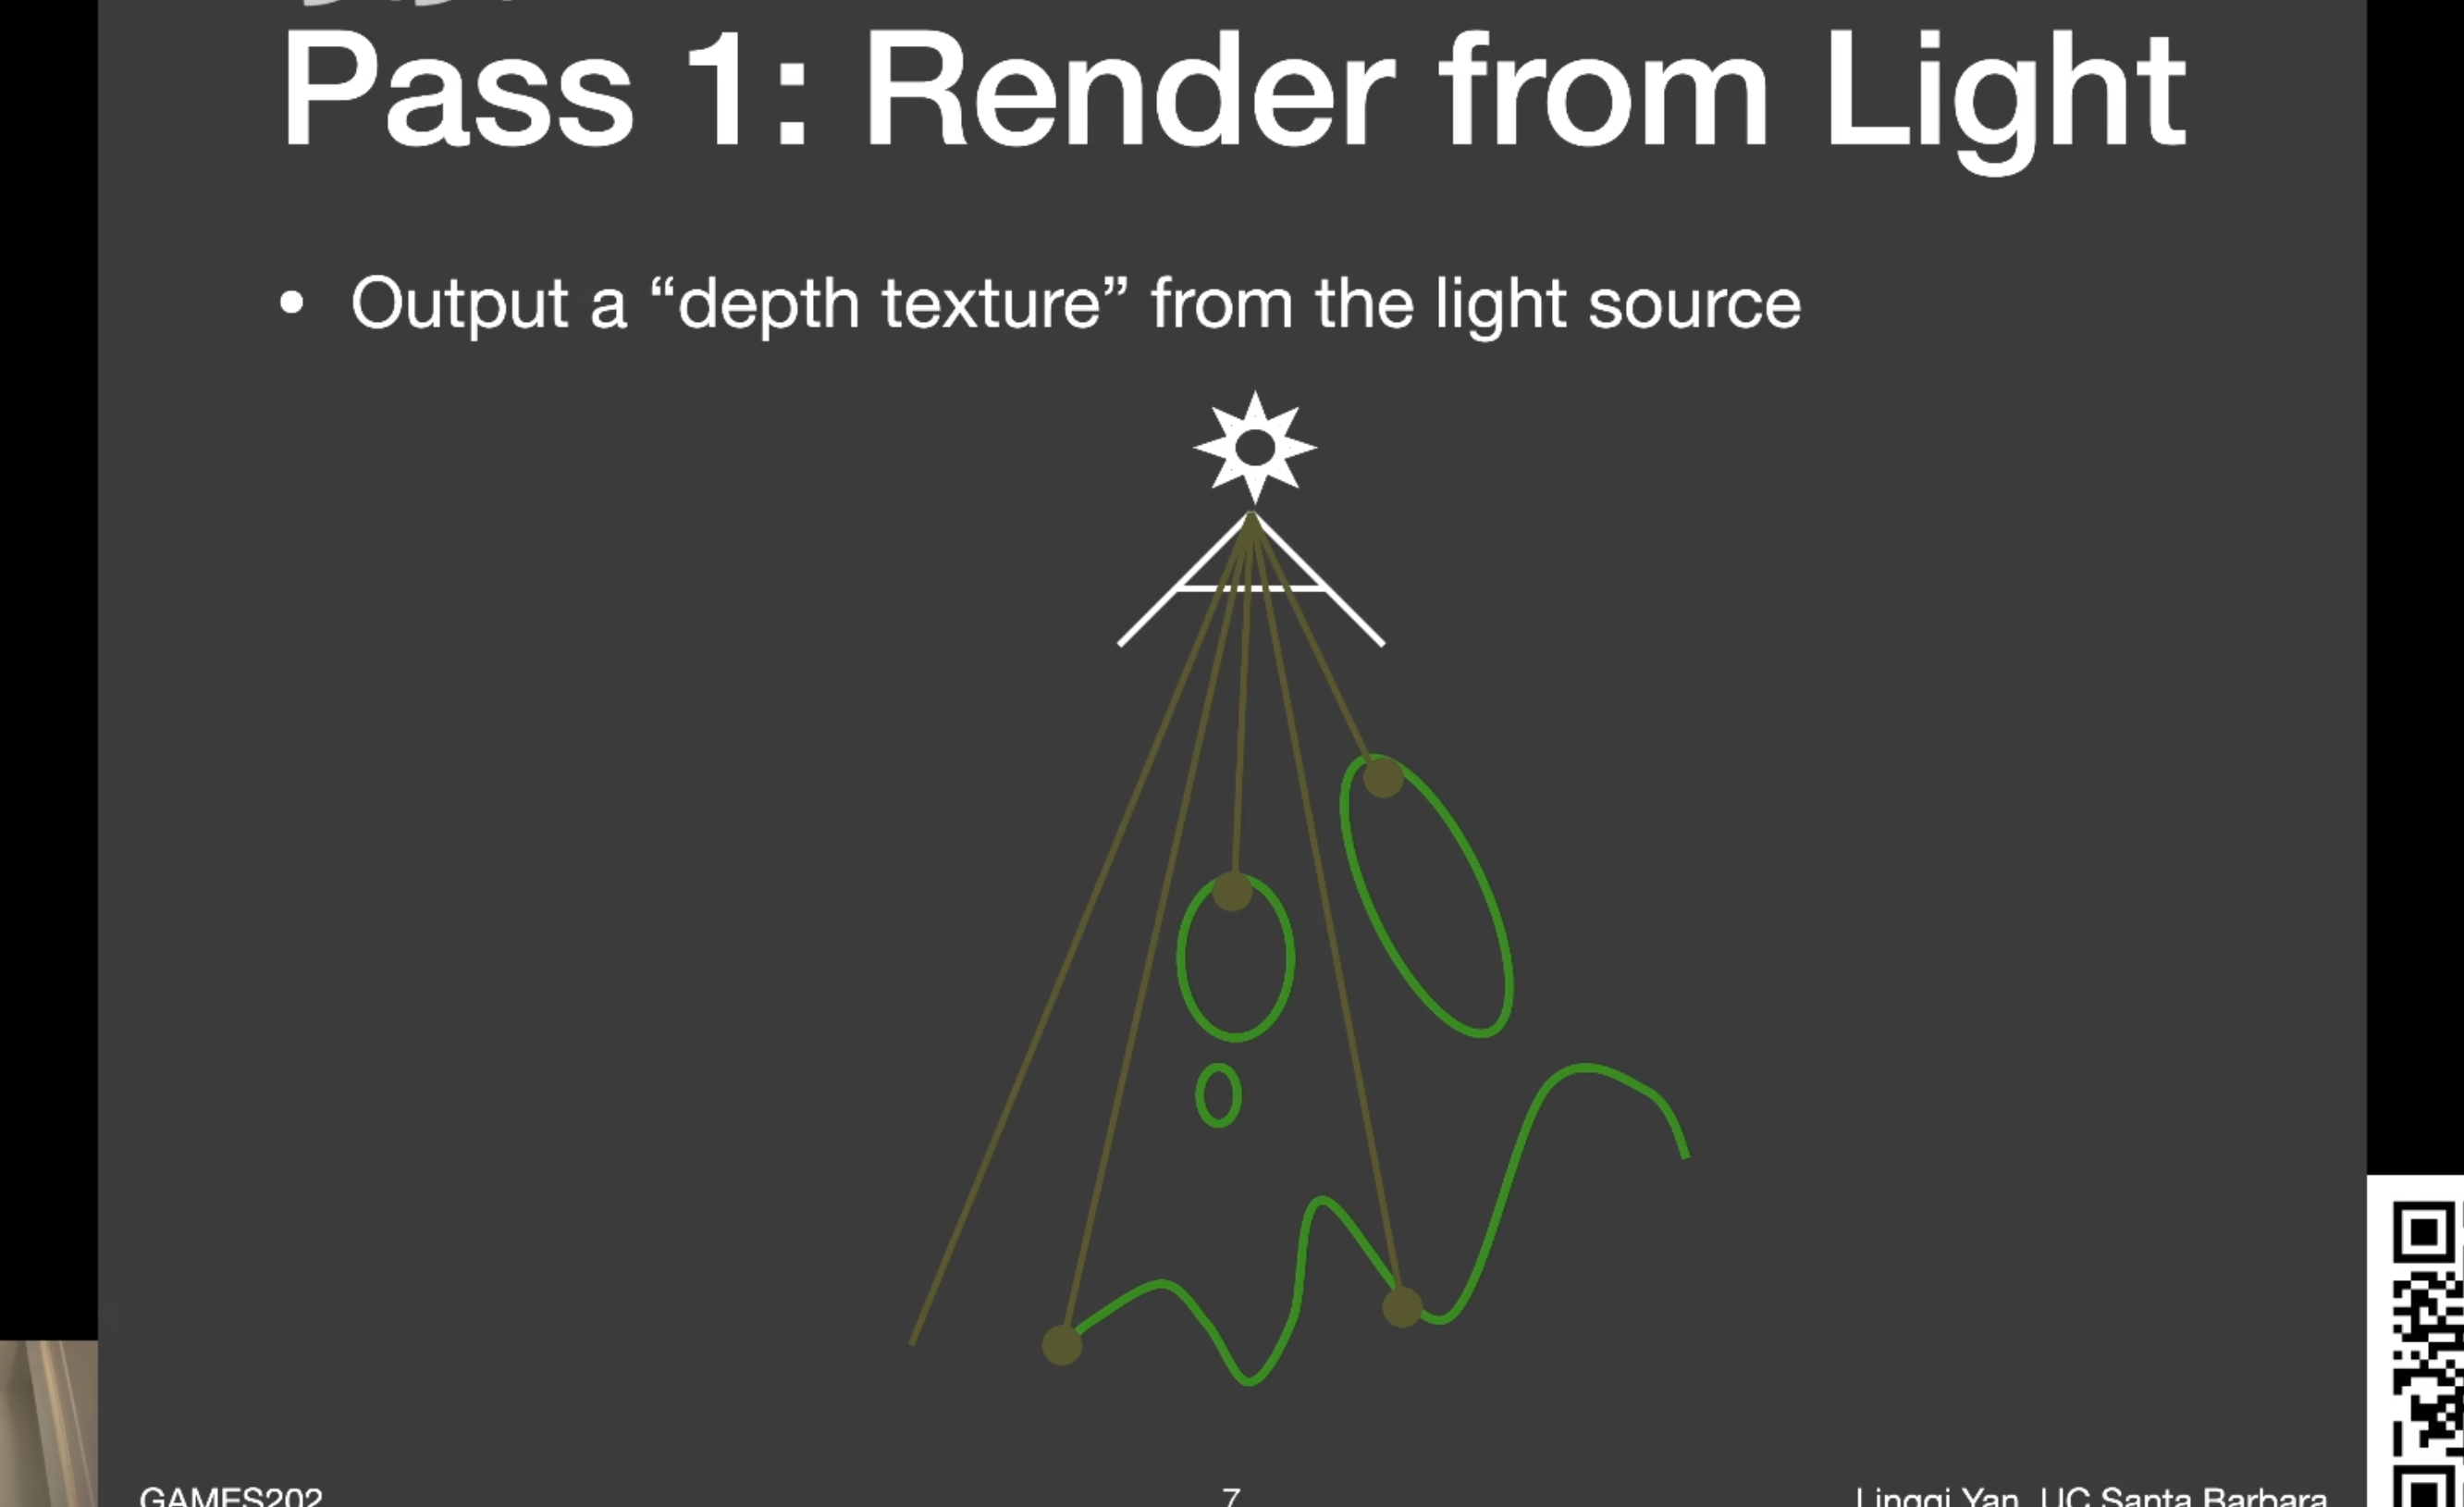 Pass 1: Render from Light
• Output a “depth texture” from the light source
GAMES202
7
Lingqi Yan, UC Santa Barbara